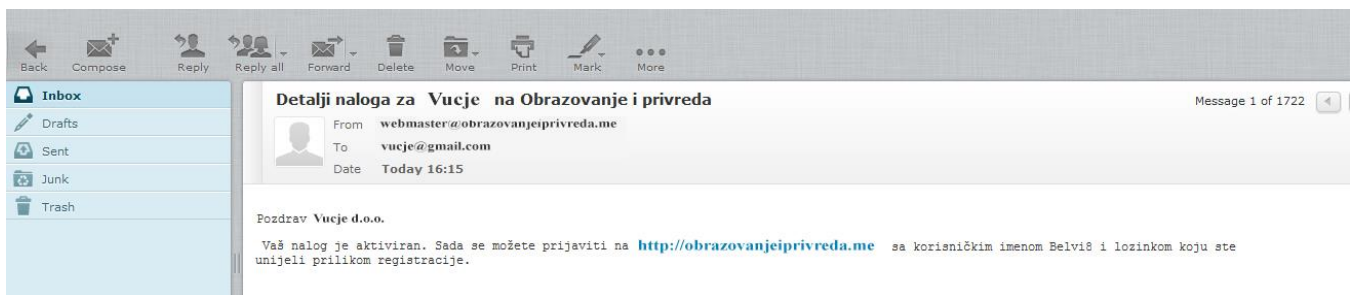 Back Compose Reply Reply all Forward Delete Move Print Mark More
Inbox
Drafts
Sent
Junk
Trash
Detalji naloga za Vucje na Obrazovanje i privreda
Message 1 of 1722
From webmaster@obrazovanjeiprivreda.me
To vucje@gmail.com
Date Today 16:15
Pozdrav Vucje d.o.o.
Vaš nalog je aktiviran. Sada se možete prijaviti na http://obrazovanjeiprivreda.me sa korisničkim imenom Belvi8 i lozinkom koju ste
unijeli prilikom registracije.